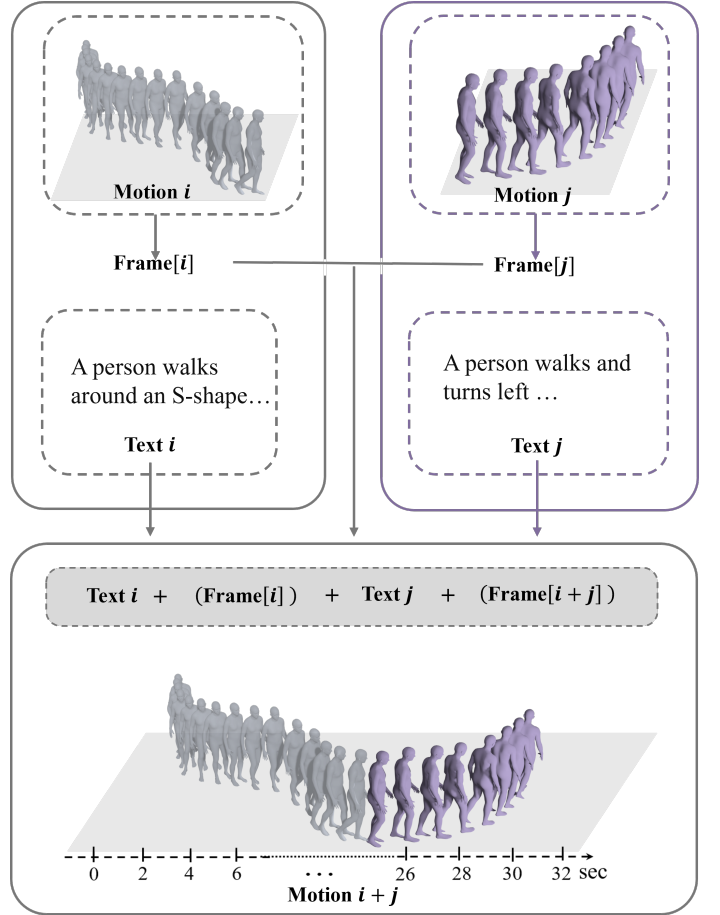 Motion i
Motion j
Frame[i]
Frame[j]
A person walks
around an S-shape…
Text i
A person walks and
turns left …
Text j
Text i + (Frame[i]) + Text j + (Frame[i + j])
0 2 4 6 ... 26 28 30 32 sec
Motion i + j